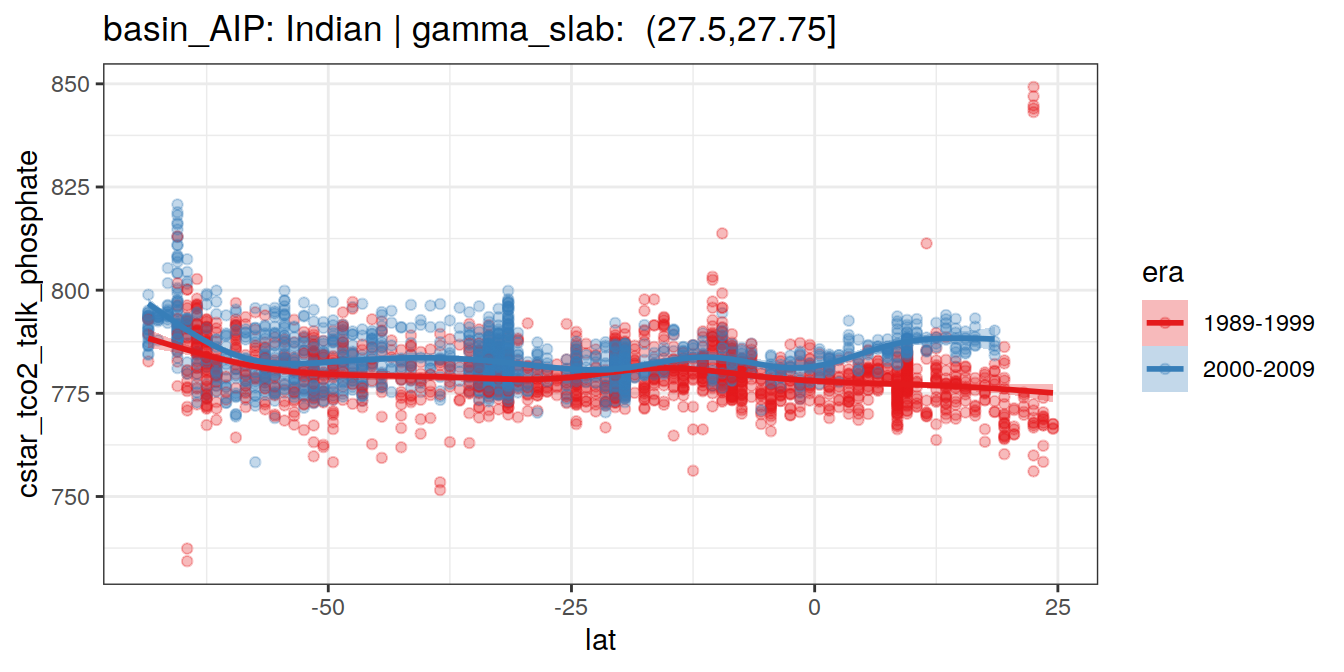 basin_AIP: Indian | gamma_slab:  (27.5,27.75]
cstar_tco2_talk_phosphate
850
825
800
775
750
-50
-25
0
25
lat
era
1989-1999
2000-2009